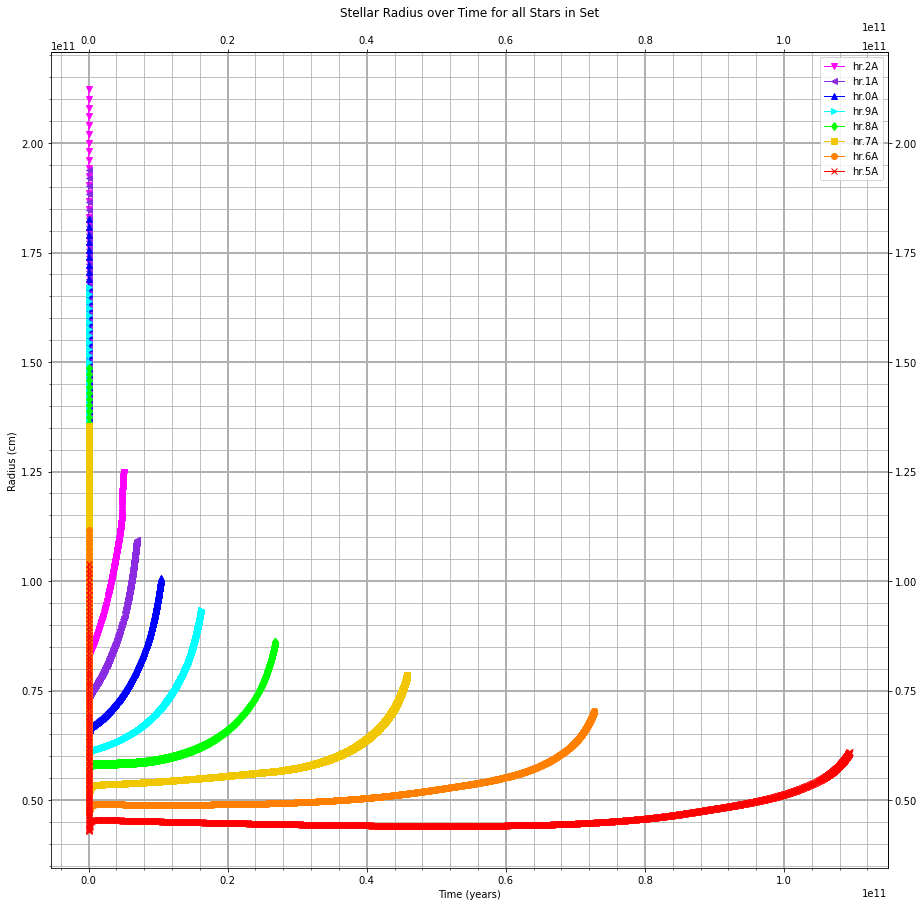 Stellar Radius over Time for all Stars in Set
1e11
0.0 0.2 0.4 0.6 0.8 1.0
1e11 1e11
hr.2A
hr.1A
hr.0A
hr.9A
hr.8A
hr.7A
hr.6A
hr.5A
2.00 2.00
1.75 1.75
1.50 1.50
1.25 1.25
Radius (cm)
1.00 1.00
0.75 0.75
0.50 0.50
0.0 0.2 0.4 0.6 0.8 1.0
Time (years)
1e11